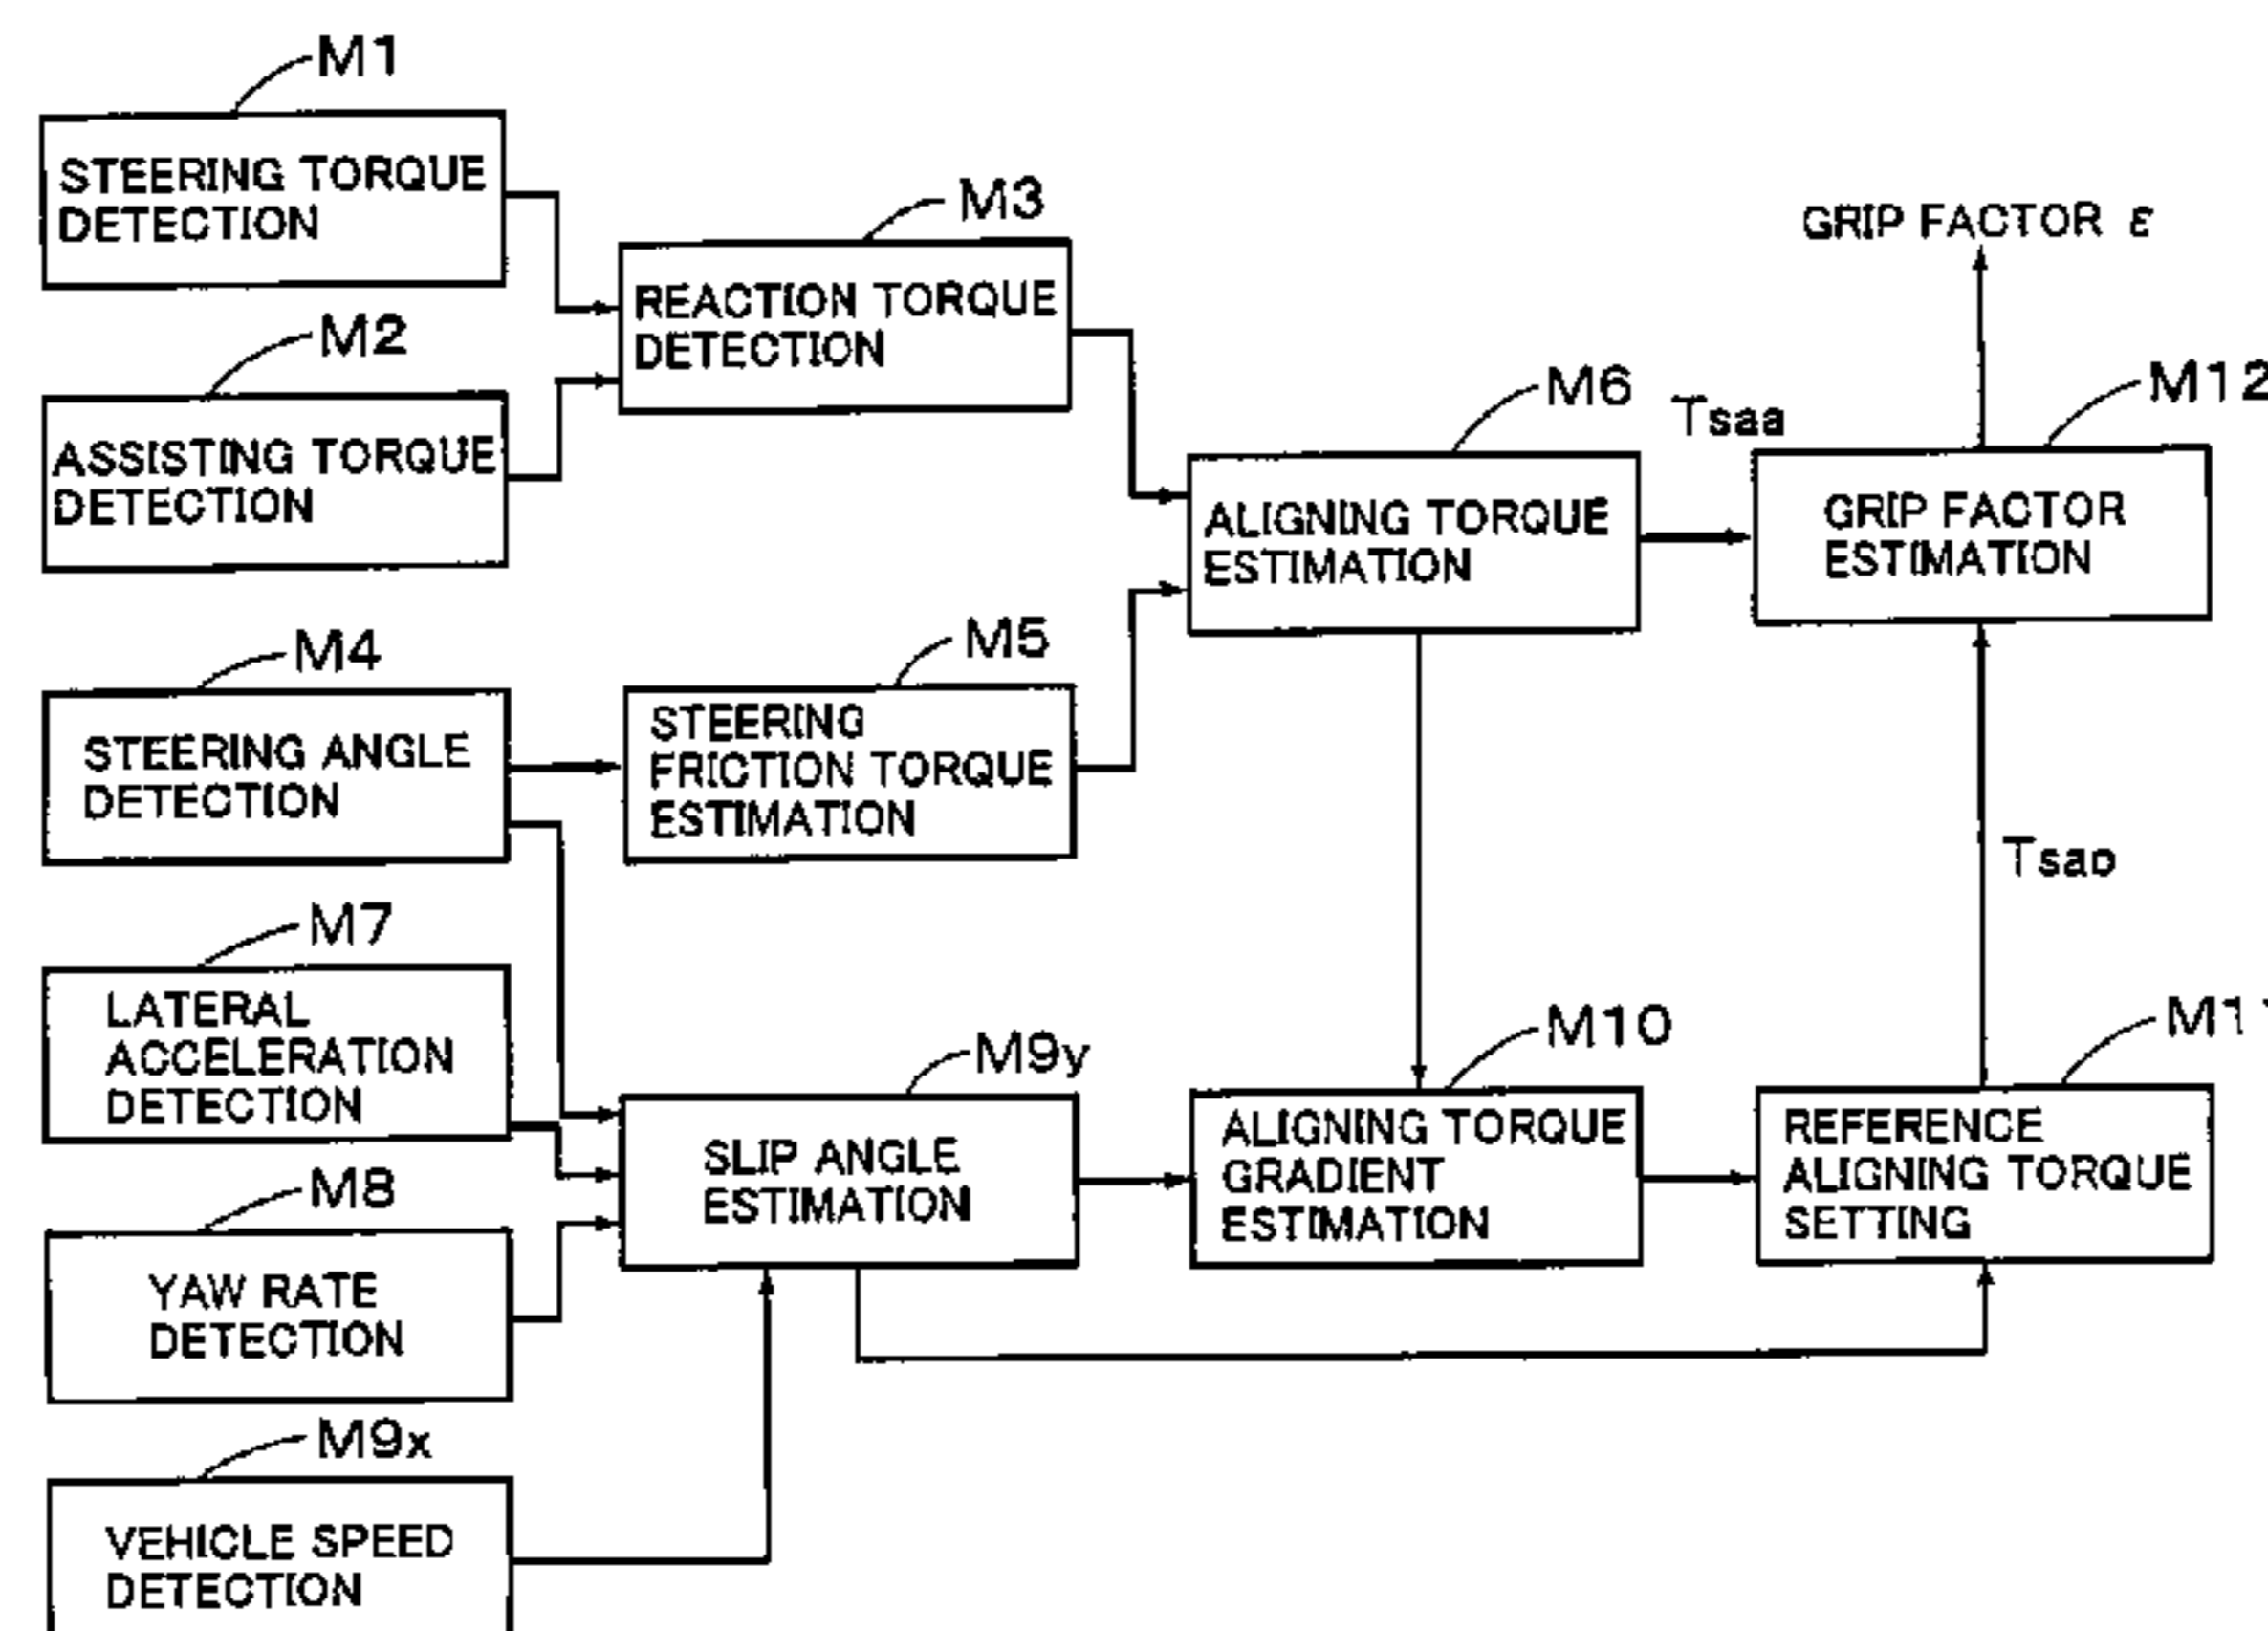 M1
STEERING TORQUE
DETECTION
M2
ASSISTING TORQUE
DETECTION
M3
REACTION TORQUE
DETECTION
M4
STEERING ANGLE
DETECTION
M5
STEERING
FRICTION TORQUE
ESTIMATION
M6
ALIGNING TORQUE
ESTIMATION
Tsaa
GRIP FACTOR ε
M12
GRIP FACTOR
ESTIMATION
Tsao
M7
LATERAL
ACCELERATION
DETECTION
M8
YAW RATE
DETECTION
M9x
VEHICLE SPEED
DETECTION
M9y
SLIP ANGLE
ESTIMATION
M10
ALIGNING TORQUE
GRADIENT
ESTIMATION
M11
REFERENCE
ALIGNING TORQUE
SETTING